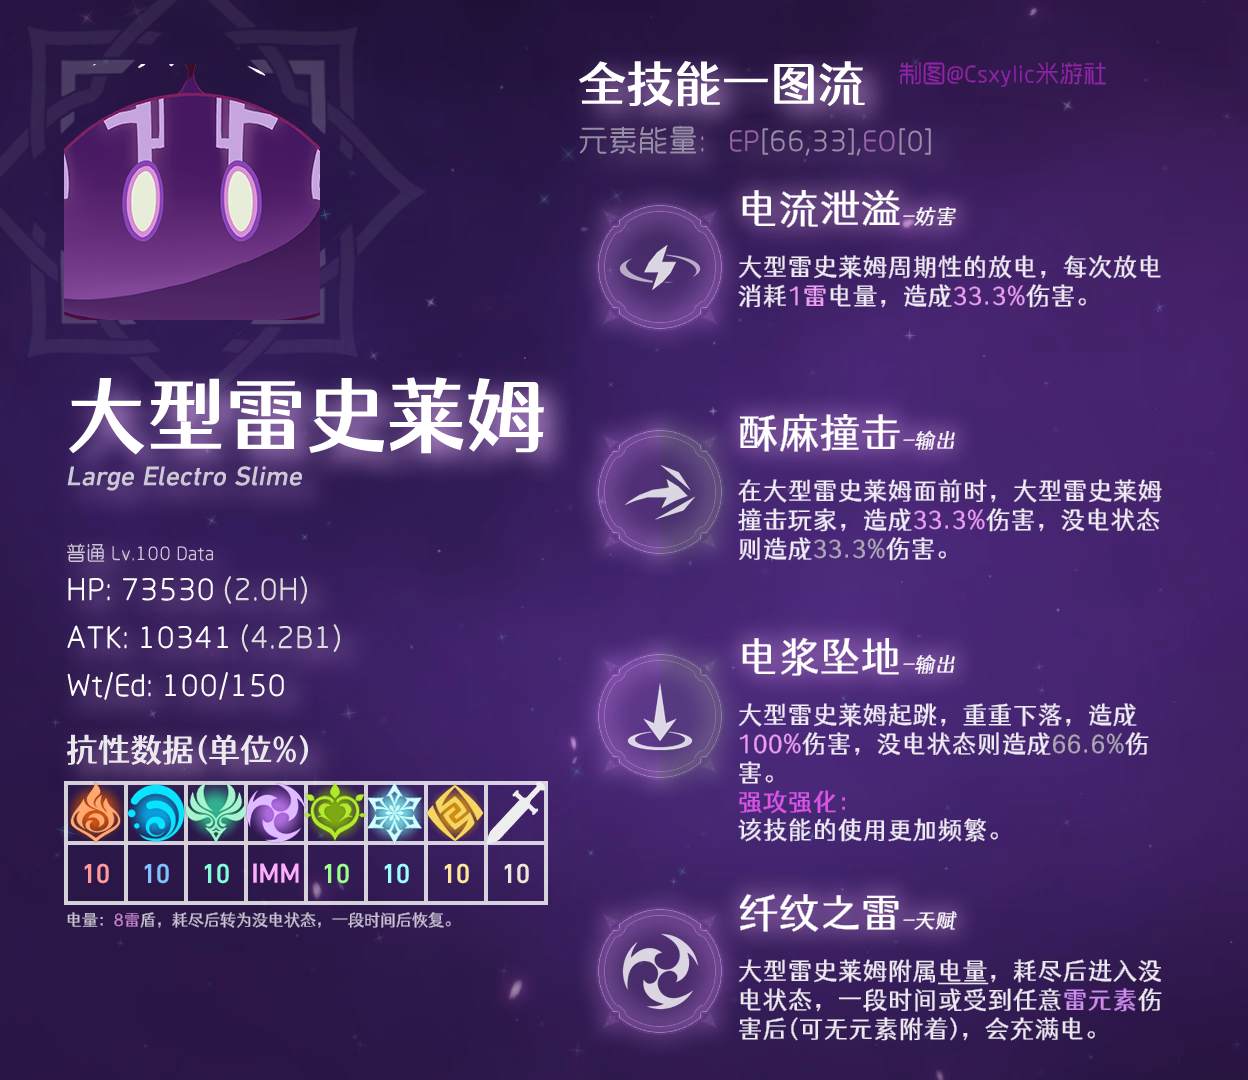 全技能一图流
制图@Csxylic米游社
元素能量：EP[66,33],EO[0]
电流泄溢-妨害
大型雷史莱姆周期性的放电，每次放电
消耗1雷电量，造成33.3%伤害。
酥麻撞击-输出
在大型雷史莱姆面前时，大型雷史莱姆
撞击玩家，造成33.3%伤害，没电状态
则造成33.3%伤害。
电浆坠地-输出
大型雷史莱姆起跳，重重下落，造成
100%伤害，没电状态则造成66.6%伤
害。
强攻强化：
该技能的使用更加频繁。
纤纹之雷-天赋
大型雷史莱姆附属电量，耗尽后进入没
电状态，一段时间或受到任意雷元素伤
害后(可无元素附着)，会充满电。
大型雷史莱姆
Large Electro Slime
普通 Lv.100 Data
HP: 73530 (2.0H)
ATK: 10341 (4.2B1)
Wt/Ed: 100/150
抗性数据(单位%)
10 10 10 IMM 10 10 10 10
电量：8雷盾，耗尽后转为没电状态，一段时间后恢复。